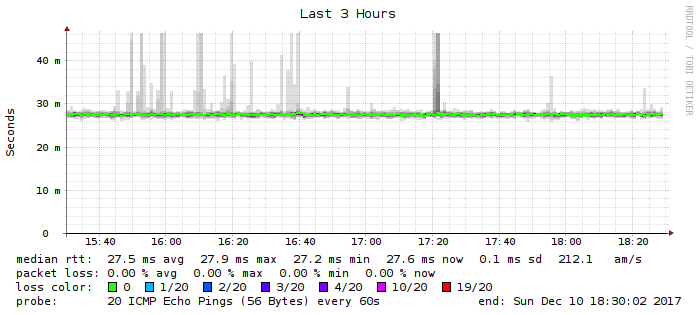 Last 3 Hours
RRDTOOL / TOBI OETIKER
Seconds
40 m
30 m
20 m
10 m
0
15:40 16:00 16:20 16:40 17:00 17:20 17:40 18:00 18:20
median rtt: 27.5 ms avg 27.9 ms max 27.2 ms min 27.6 ms now 0.1 ms sd 212.1 am/s
packet loss: 0.00 % avg 0.00 % max 0.00 % min 0.00 % now
loss color: 0 1/20 2/20 3/20 4/20 10/20 19/20
probe: 20 ICMP Echo Pings (56 Bytes) every 60s end: Sun Dec 10 18:30:02 2017